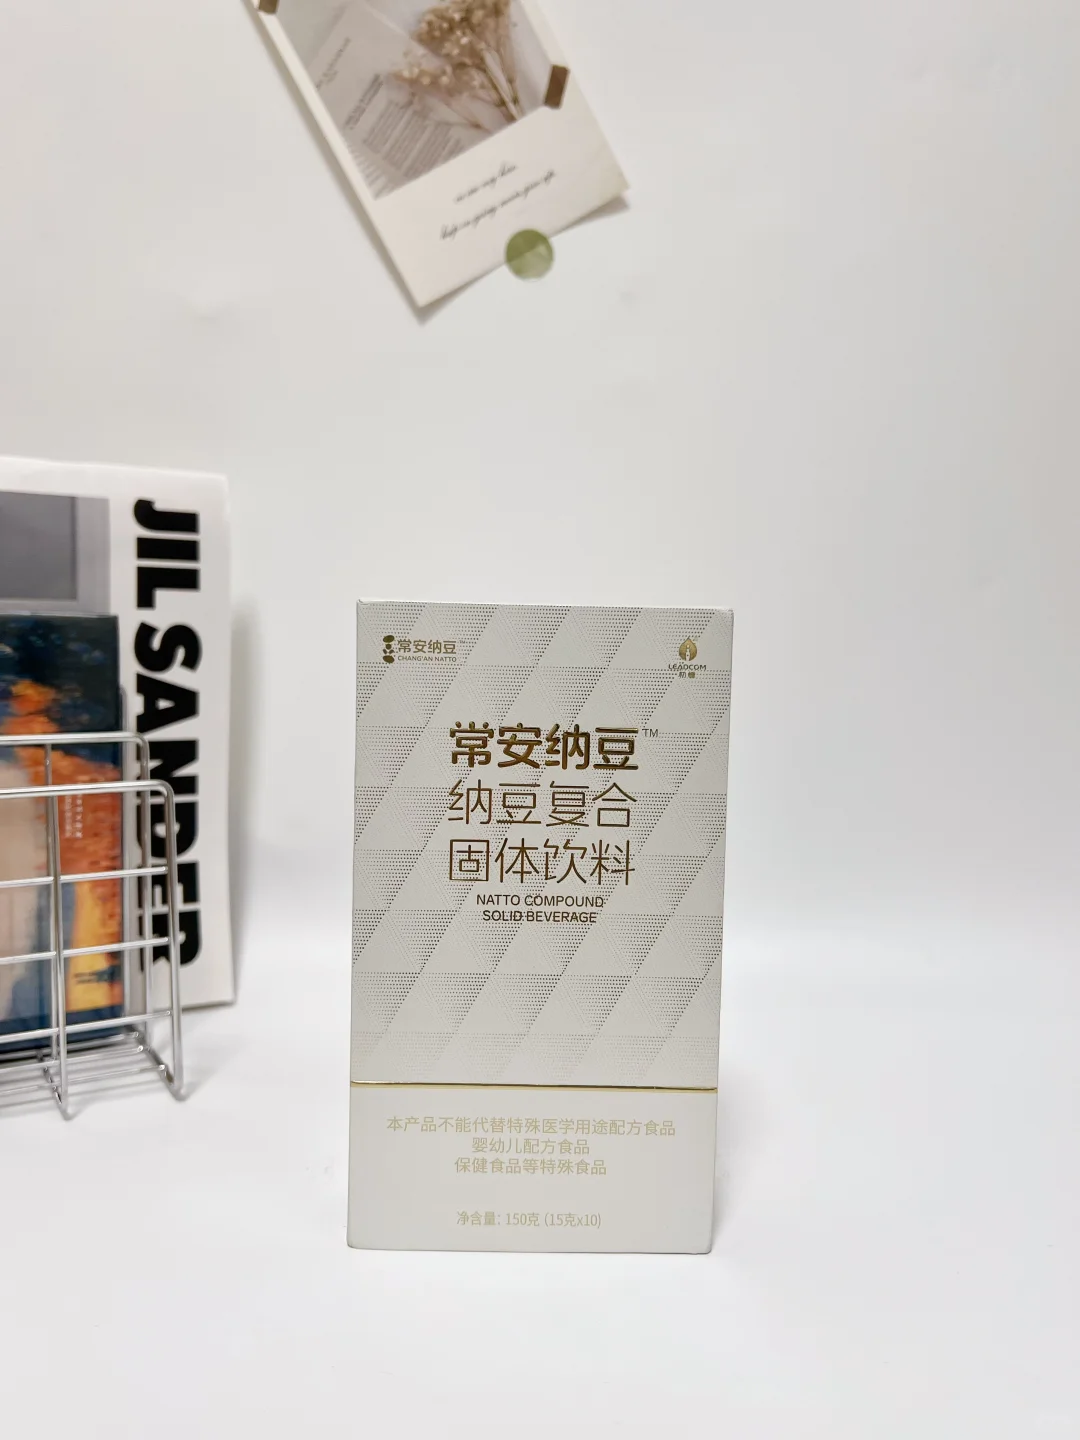 JIL SANDER
常安纳豆
CHANG'AN NATTO
LEADCOM
常安纳豆™
纳豆复合
固体饮料
NATTO COMPOUND
SOLID BEVERAGE
本产品不能代替特殊医学用途配方食品
婴幼儿配方食品
保健食品等特殊食品
净含量: 150克 (15克x10)